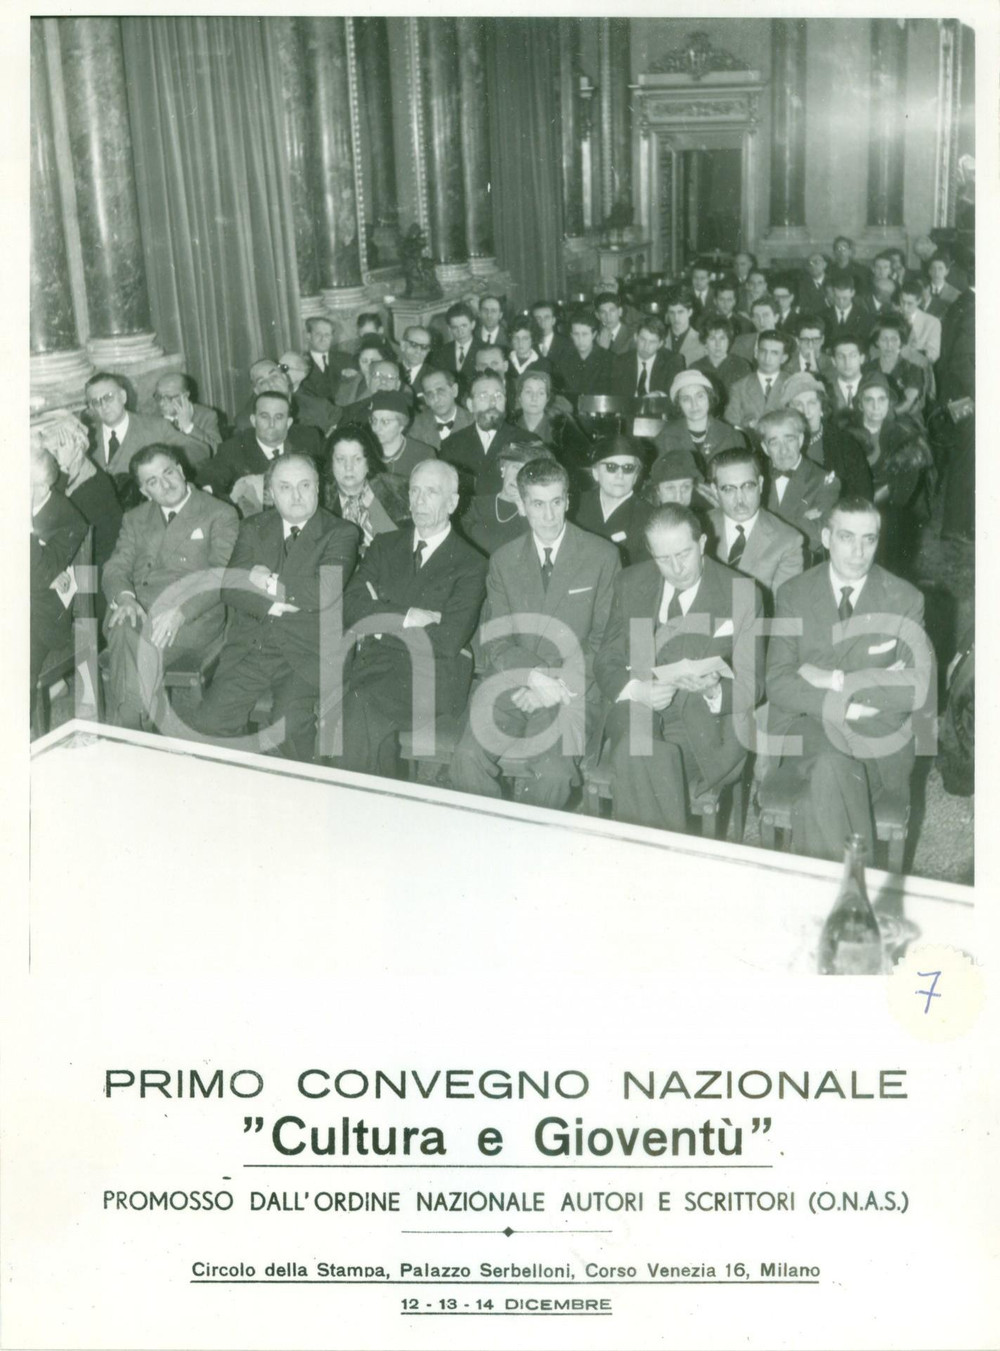 iCharta
7
PRIMO CONVEGNO NAZIONALE
"Cultura e Gioventù"
PROMOSSO DALL'ORDINE NAZIONALE AUTORI E SCRITTORI (O.N.A.S.)
Circolo della Stampa, Palazzo Serbelloni, Corso Venezia 16, Milano
12 - 13 - 14 DICEMBRE